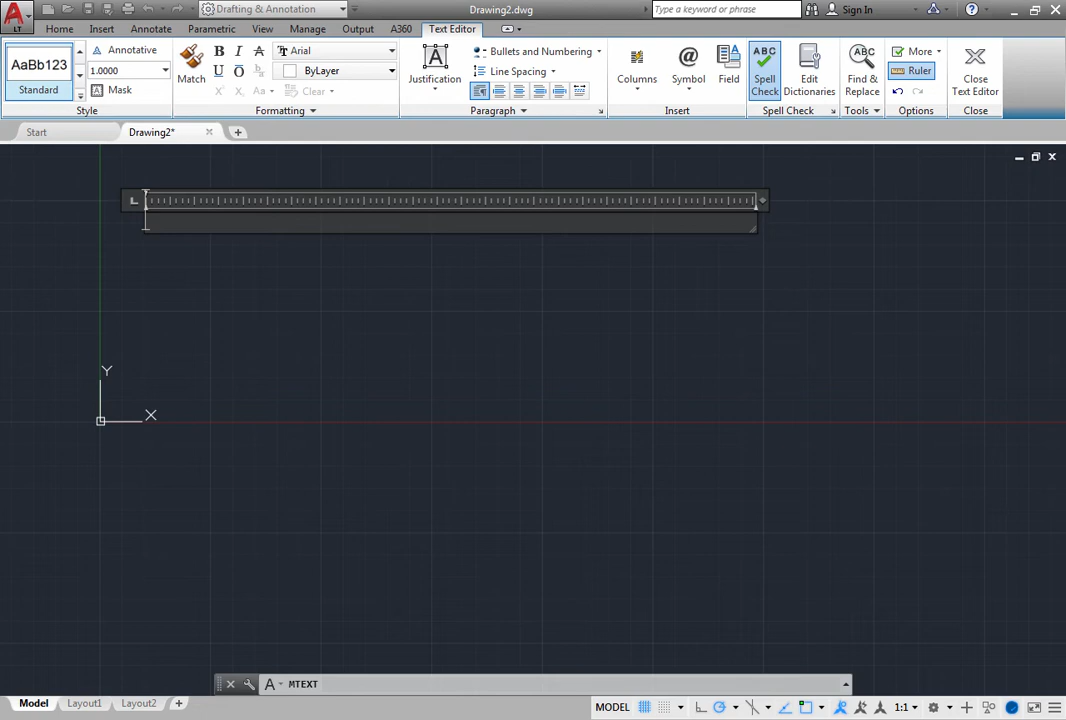 Drafting & Annotation
Drawing2.dwg
Type a keyword or phrase
Sign In
LT
Home
Insert
Annotate
Parametric
View
Manage
Output
A360
Text Editor
AaBb123
Standard
Annotative
1.0000
Mask
Style
Match
B I A
U O
Aa
Arial
ByLayer
Clear
Formatting
A
Justification
Bullets and Numbering
Line Spacing
Paragraph
Columns
@
Symbol
Field
Insert
ABC
Spell
Check
Edit
Dictionaries
Spell Check
ABC
Find &
Replace
Tools
More
Ruler
Options
Close
Text Editor
Close
Start
Drawing2*
Y
X
MTEXT
Model
Layout1
Layout2
MODEL
1:1